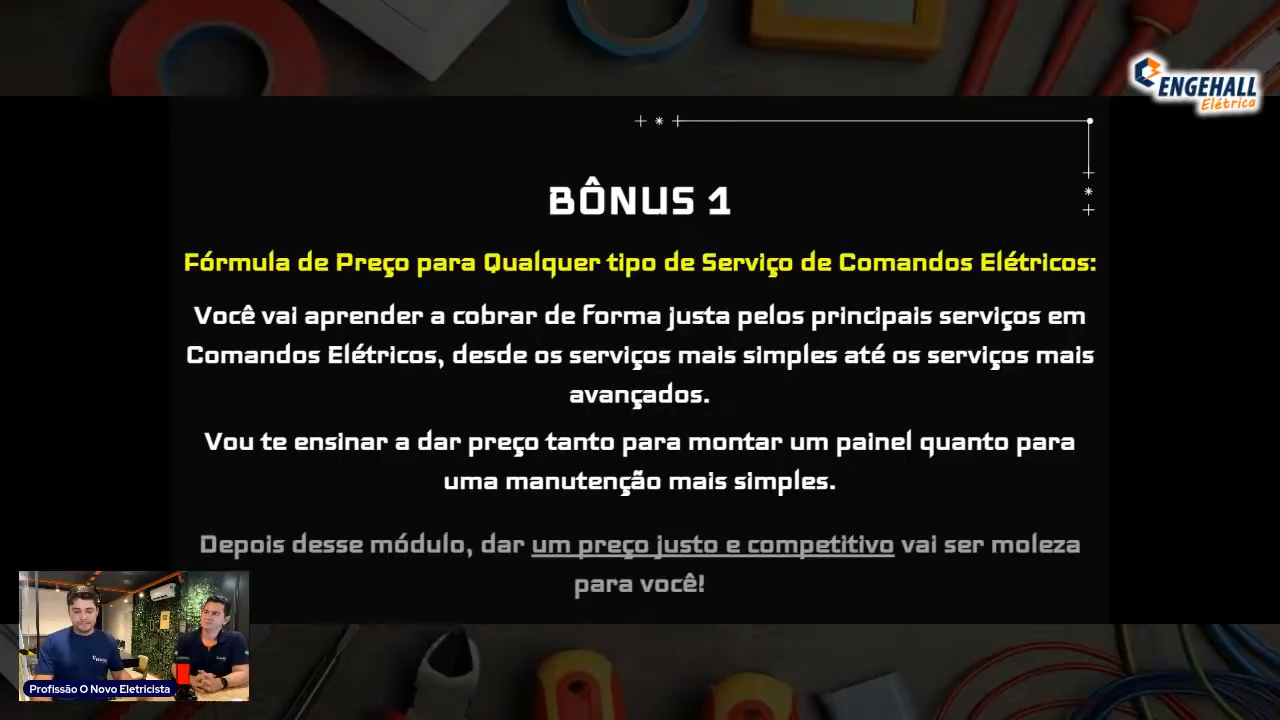 ENGEHALL
Elétrica
BÔNUS 1
Fórmula de Preço para Qualquer tipo de Serviço de Comandos Elétricos:
Você vai aprender a cobrar de forma justa pelos principais serviços em
Comandos Elétricos, desde os serviços mais simples até os serviços mais
avançados.
Vou te ensinar a dar preço tanto para montar um painel quanto para
uma manutenção mais simples.
Depois desse módulo, dar um preço justo e competitivo vai ser moleza
para você!
Profissão O Novo Eletricista